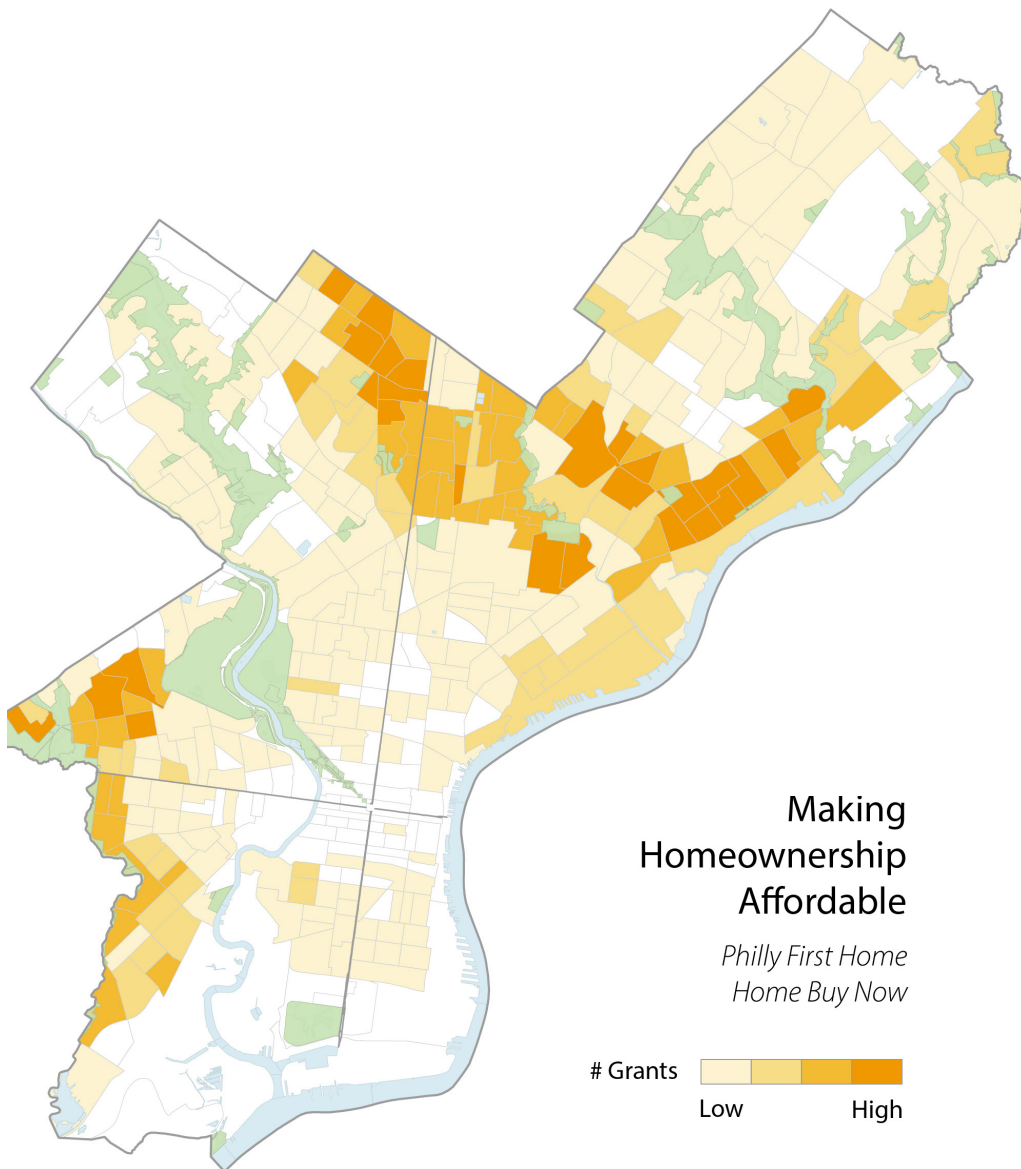 Making
Homeownership
Affordable
Philly First Home
Home Buy Now
# Grants
Low High